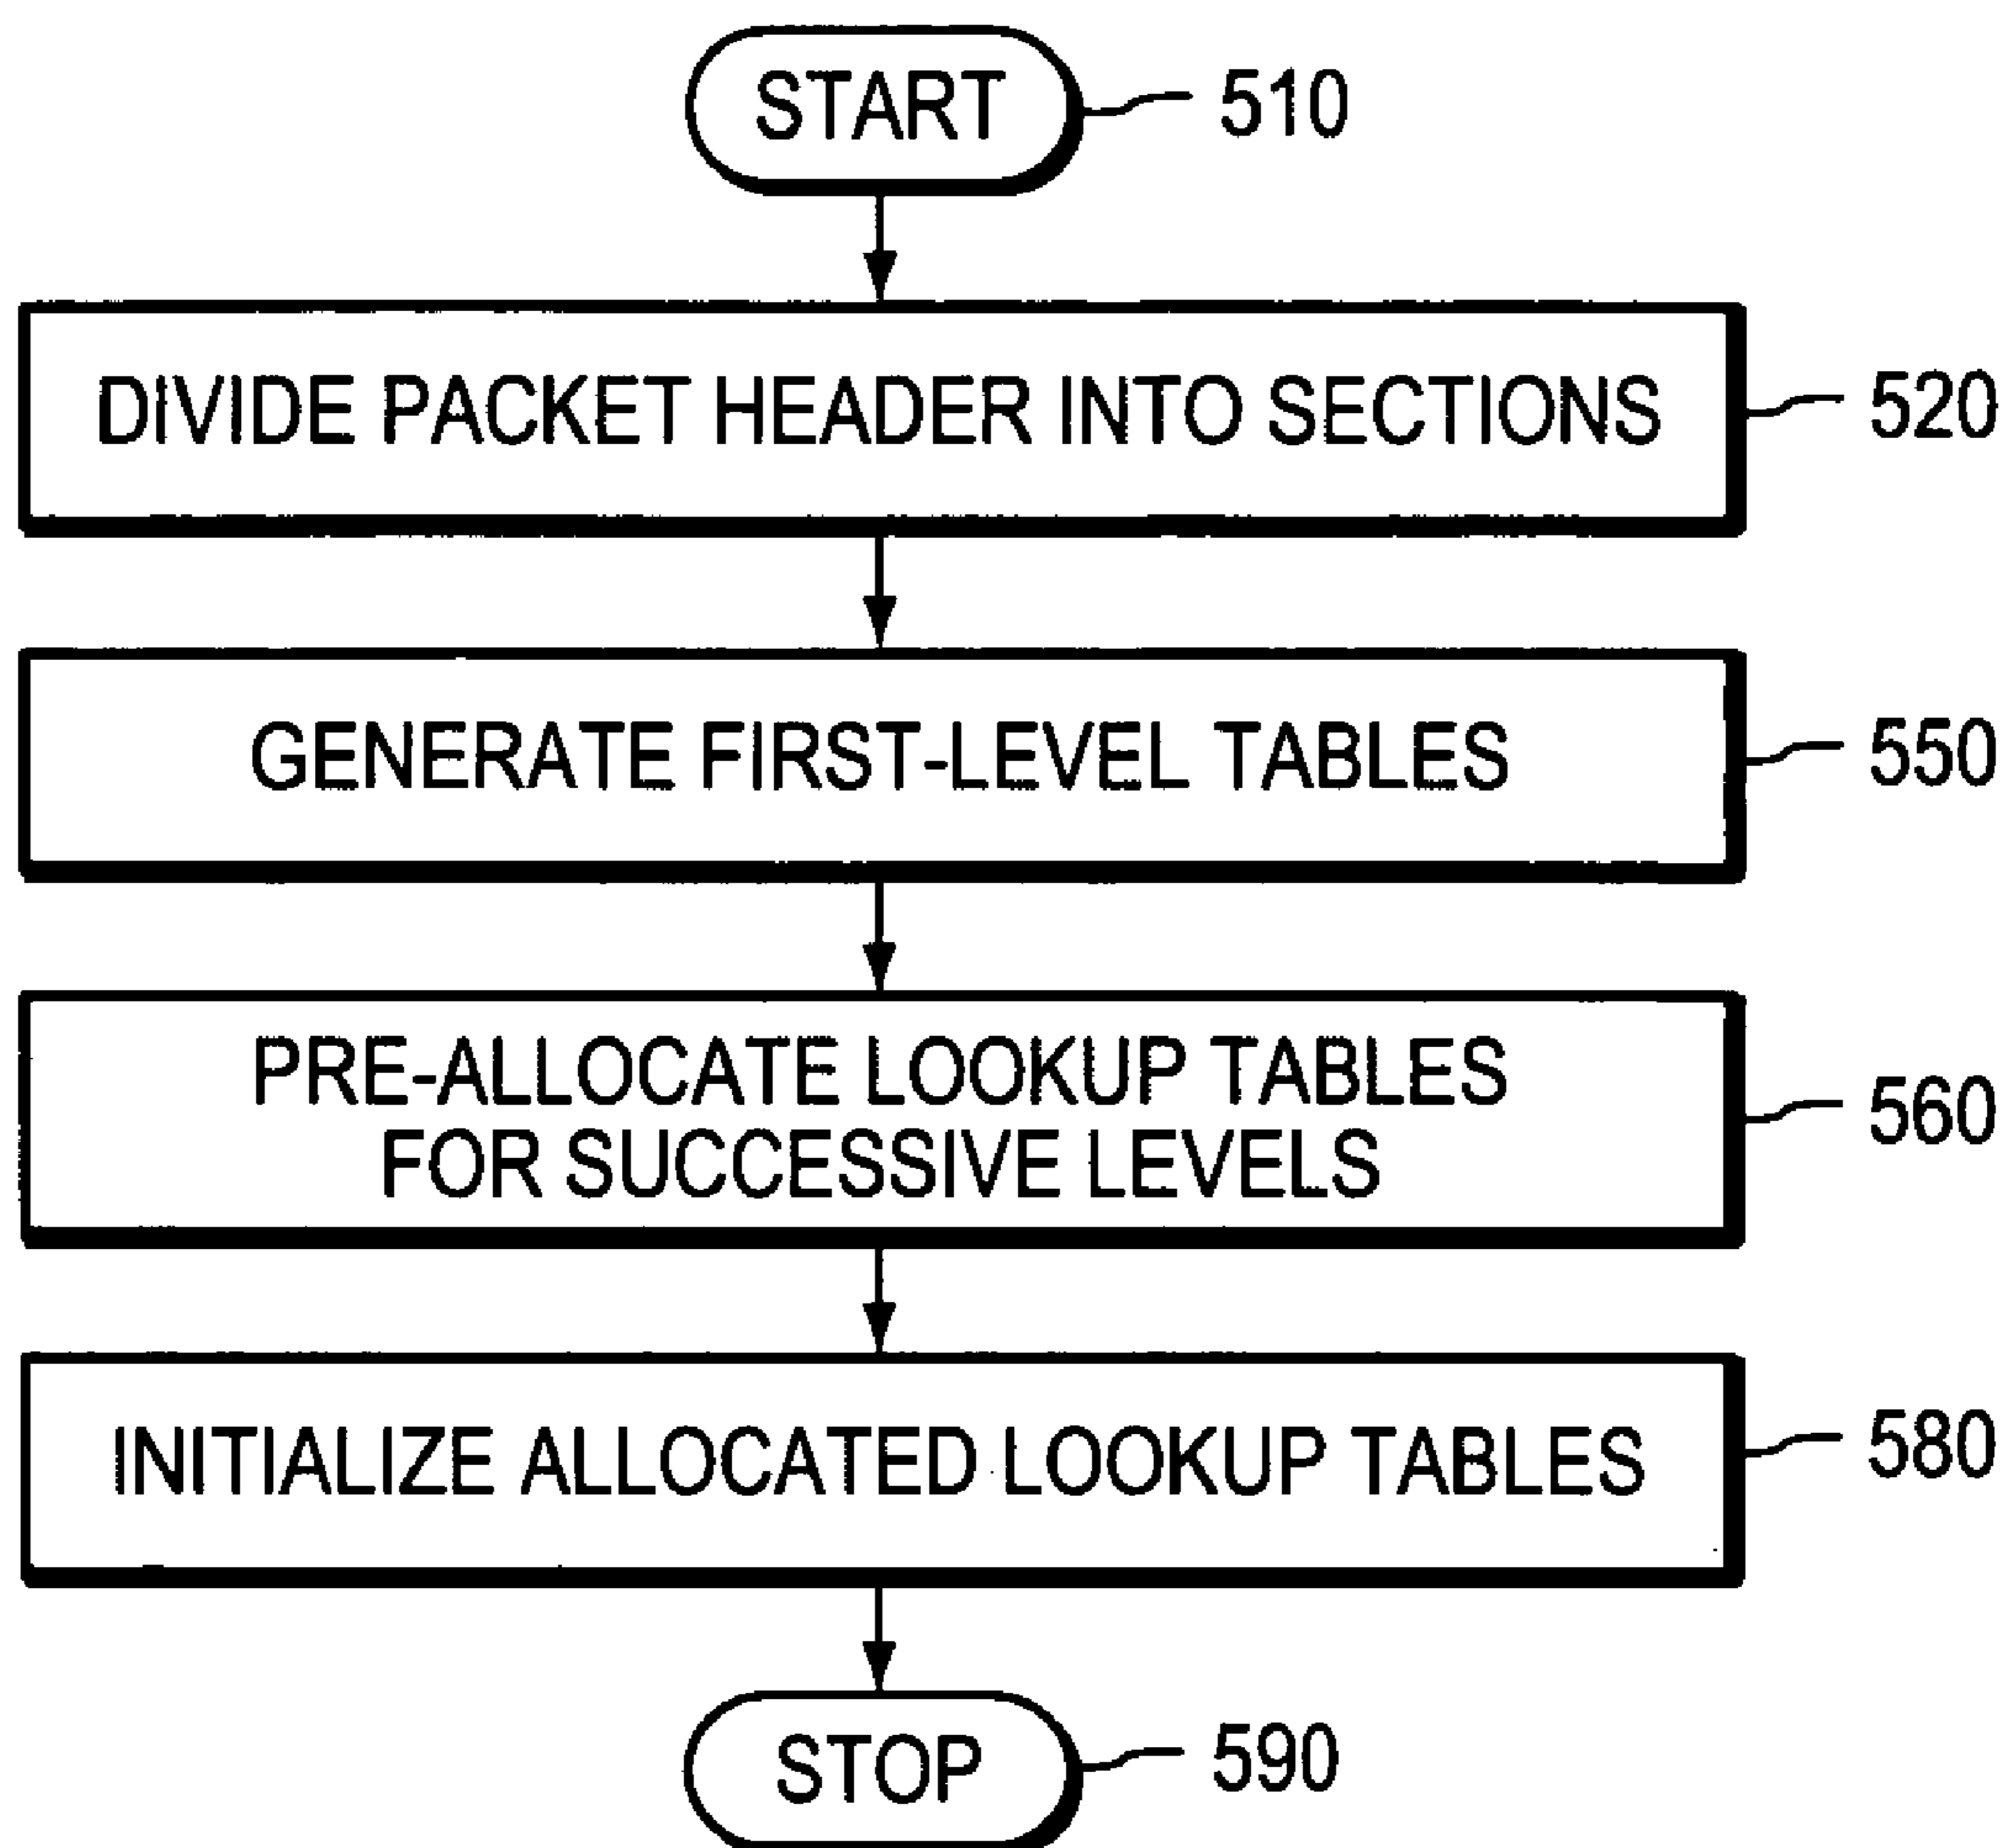 START
510
DIVIDE PACKET HEADER INTO SECTIONS
520
GENERATE FIRST-LEVEL TABLES
550
PRE-ALLOCATE LOOKUP TABLES
FOR SUCCESSIVE LEVELS
560
INITIALIZE ALLOCATED LOOKUP TABLES
580
STOP
590